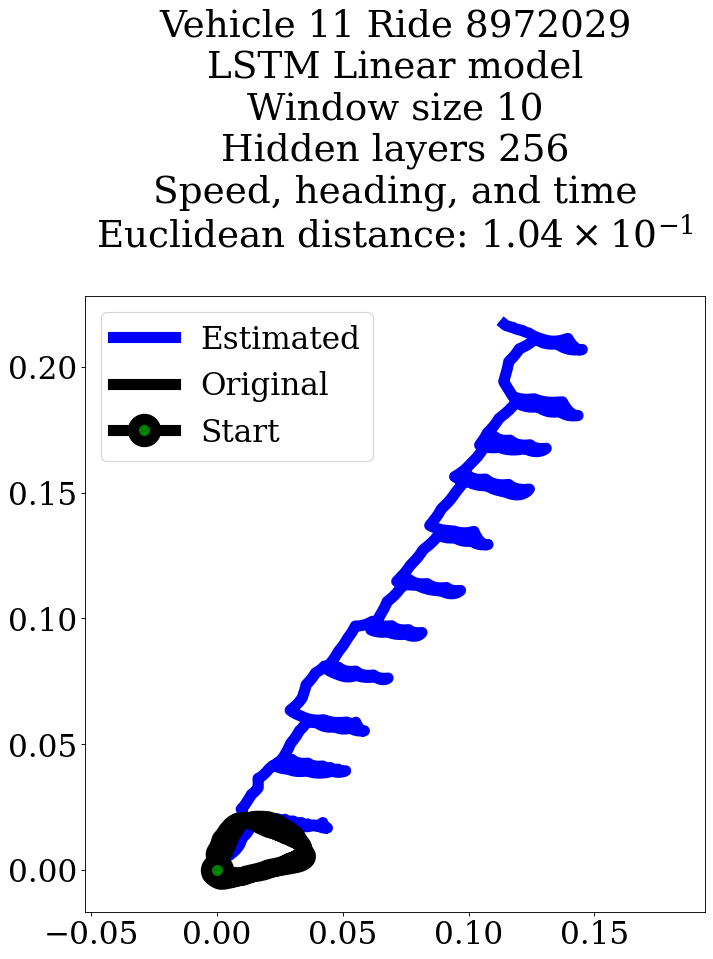 Vehicle 11 Ride 8972029
LSTM Linear model
Window size 10
Hidden layers 256
Speed, heading, and time
Euclidean distance: 1.04 × 10⁻¹
Estimated
Original
Start
0.20
0.15
0.10
0.05
0.00
−0.05 0.00 0.05 0.10 0.15